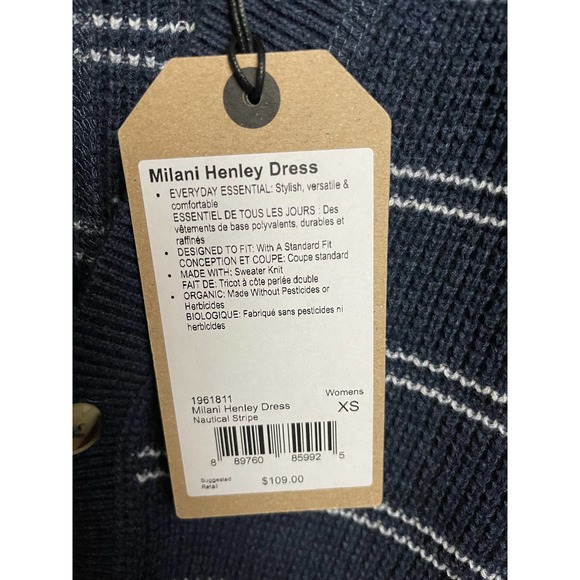 Milani Henley Dress
• EVERYDAY ESSENTIAL: Stylish, versatile &
comfortable
ESSENTIEL DE TOUS LES JOURS : Des
vêtements de base polyvalents, durables et
raffinés
• DESIGNED TO FIT: With A Standard Fit
CONCEPTION ET COUPE: Coupe standard
• MADE WITH: Sweater Knit
FAIT DE: Tricot à côte perlée double
• ORGANIC: Made Without Pesticides or
Herbicides
BIOLOGIQUE: Fabriqué sans pesticides ni
herbicides
1961811
Womens
Milani Henley Dress
XS
Nautical Stripe
8 89760 85992 5
Suggested
Retail
$109.00